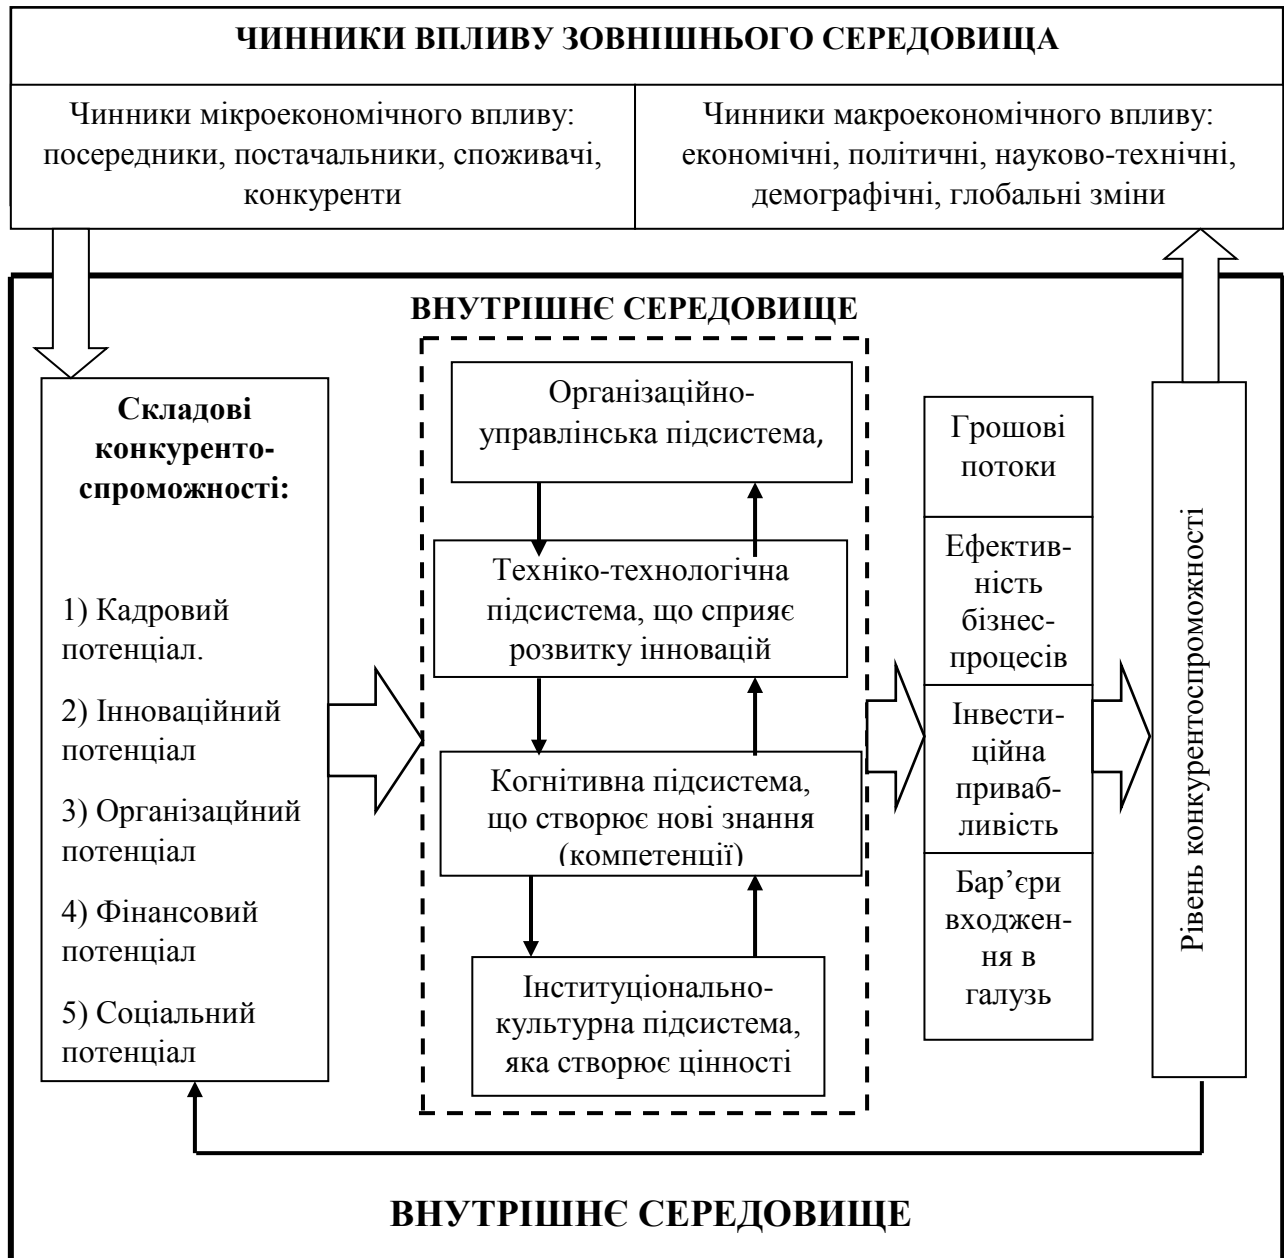 ЧИННИКИ ВПЛИВУ ЗОВНІШНЬОГО СЕРЕДОВИЩА
Чинники мікроекономічного впливу:
посередники, постачальники, споживачі,
конкуренти
Чинники макроекономічного впливу:
економічні, політичні, науково-технічні,
демографічні, глобальні зміни
ВНУТРІШНЄ СЕРЕДОВИЩЕ
Складові
конкуренто-
спроможності:
1) Кадровий
потенціал.
2) Інноваційний
потенціал
3) Організаційний
потенціал
4) Фінансовий
потенціал
5) Соціальний
потенціал
Організаційно-
управлінська підсистема,
Техніко-технологічна
підсистема, що сприяє
розвитку інновацій
Когнітивна підсистема,
що створює нові знання
(компетенції)
Інституціонально-
культурна підсистема,
яка створює цінності
Грошові
потоки
Ефектив-
ність
бізнес-
процесів
Інвести-
ційна
приваб-
ливість
Бар’єри
входжен-
ня в
галузь
Рівень конкурентоспроможності
ВНУТРІШНЄ СЕРЕДОВИЩЕ